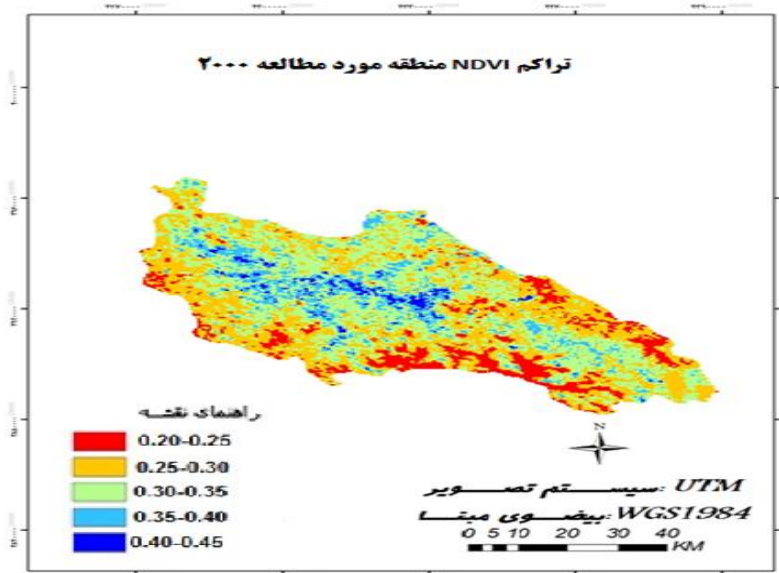 تراکم NDVI منطقه مورد مطالعه ۲۰۰۰
راهنمای نقشه
0.20-0.25
0.25-0.30
0.30-0.35
0.35-0.40
0.40-0.45
N
سیستم تصویر: UTM
بیضوی مبنا: WGS1984
0 5 10 20 30 40
KM